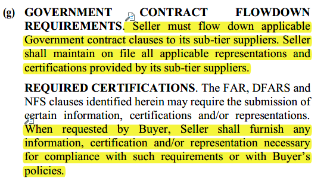 (g) GOVERNMENT CONTRACT FLOWDOWN
REQUIREMENTS. Seller must flow down applicable
Government contract clauses to its sub-tier suppliers. Seller
shall maintain on file all applicable representations and
certifications provided by its sub-tier suppliers.
REQUIRED CERTIFICATIONS. The FAR, DFARS and
NFS clauses identified herein may require the submission of
certain information, certifications and/or representations.
When requested by Buyer, Seller shall furnish any
information, certification and/or representation necessary
for compliance with such requirements or with Buyer's
policies.